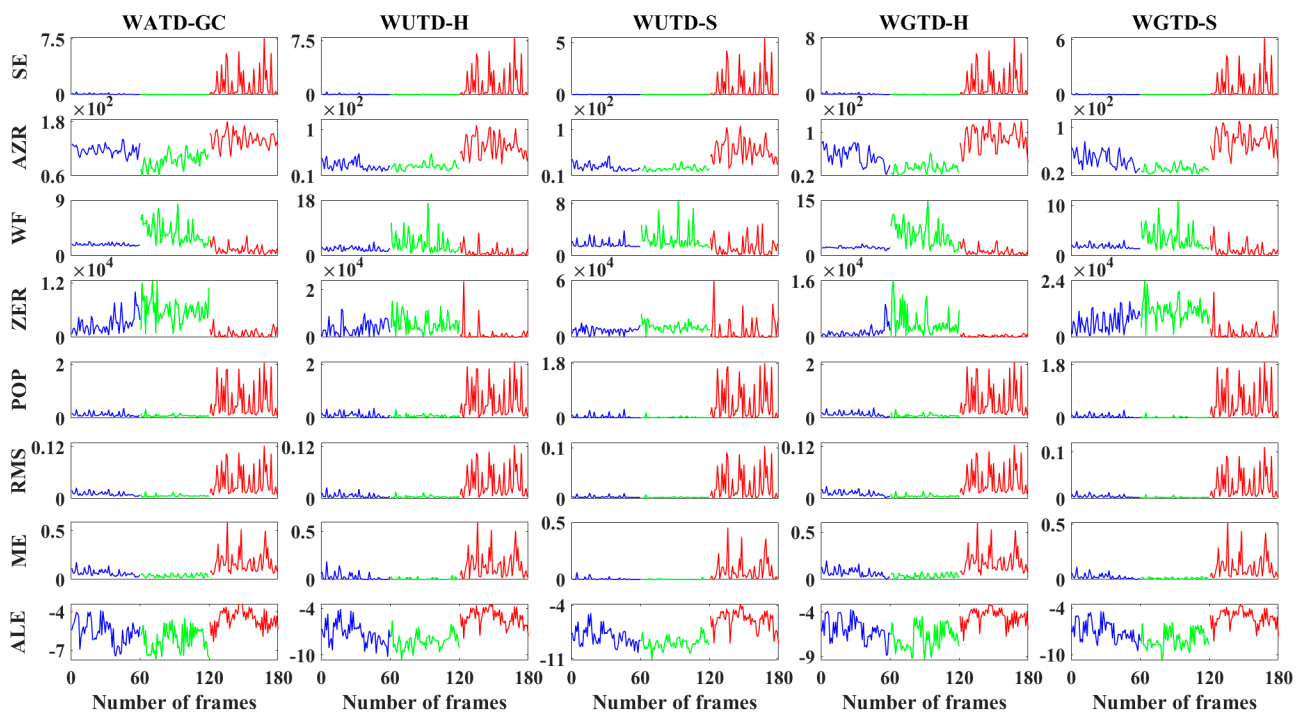 WATD-GC WUTD-H WUTD-S WGTD-H WGTD-S
SE 7.5 0 7.5 0 5 0 8 0 6 0
×10² ×10² ×10² ×10² ×10²
AZR 1.8 0.6 1 0.1 1 0.1 1 0.2 1 0.2
WF 9 0 18 0 8 0 15 0 10 0
×10⁴ ×10⁴ ×10⁴ ×10⁴ ×10⁴
ZER 1.2 0 2 0 6 0 1.6 0 2.4 0
POP 2 0 2 0 1.8 0 2 0 1.8 0
RMS 0.12 0 0.12 0 0.1 0 0.12 0 0.1 0
ME 0.5 0 0.5 0 0.5 0 0.5 0 0.5 0
ALE -4 -7 -4 -10 -4 -11 -4 -9 -4 -10
0 60 120 180 0 60 120 180 0 60 120 180 0 60 120 180 0 60 120 180
Number of frames Number of frames Number of frames Number of frames Number of frames